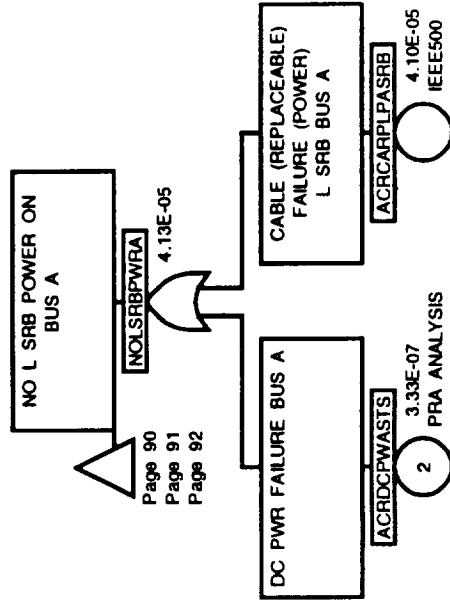 NO L SRB POWER ON
BUS A
NOLSRBPWRA
4.13E-05
Page 90
Page 91
Page 92
DC PWR FAILURE BUS A
ACRDCPWASTS
3.33E-07
2
PRA ANALYSIS
CABLE (REPLACEABLE)
FAILURE (POWER)
L SRB BUS A
ACRCARPLPASRB
4.10E-05
IEEE500